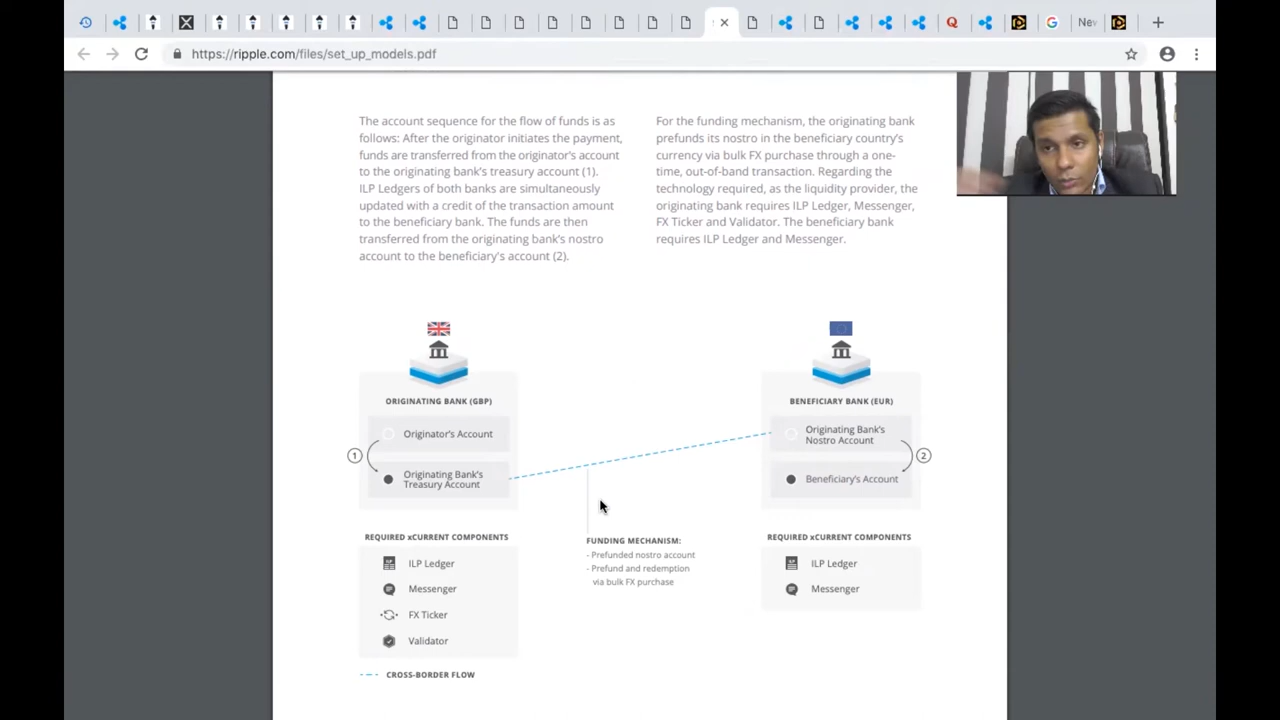 Nev
https://ripple.com/files/set_up_models.pdf
The account sequence for the flow of funds is as
follows: After the originator initiates the payment,
funds are transferred from the originator's account
to the originating bank's treasury account (1).
ILP Ledgers of both banks are simultaneously
updated with a credit of the transaction amount
to the beneficiary bank. The funds are then
transferred from the originating bank's nostro
account to the beneficiary's account (2).
For the funding mechanism, the originating bank
prefunds its nostro in the beneficiary country's
currency via bulk FX purchase through a one-
time, out-of-band transaction. Regarding the
technology required, as the liquidity provider, the
originating bank requires ILP Ledger, Messenger,
FX Ticker and Validator. The beneficiary bank
requires ILP Ledger and Messenger.
ORIGINATING BANK (GBP)
Originator's Account
1
Originating Bank's
Treasury Account
BENEFICIARY BANK (EUR)
Originating Bank's
Nostro Account
2
Beneficiary's Account
REQUIRED xCURRENT COMPONENTS
ILP Ledger
Messenger
FX Ticker
Validator
FUNDING MECHANISM:
- Prefunded nostro account
- Prefund and redemption
via bulk FX purchase
REQUIRED xCURRENT COMPONENTS
ILP Ledger
Messenger
CROSS-BORDER FLOW